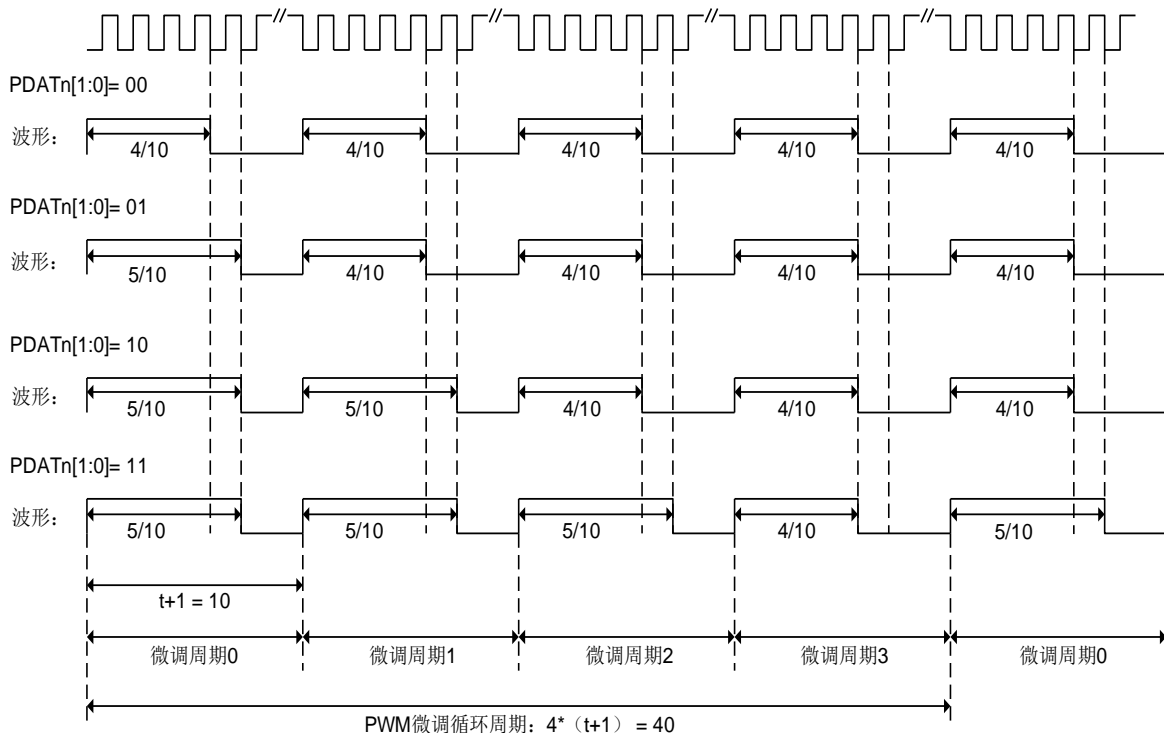 PDATn[1:0]= 00
波形：
4/10 4/10 4/10 4/10 4/10
PDATn[1:0]= 01
波形：
5/10 4/10 4/10 4/10 4/10
PDATn[1:0]= 10
波形：
5/10 5/10 4/10 4/10 4/10
PDATn[1:0]= 11
波形：
5/10 5/10 5/10 4/10 5/10
t+1 = 10
微调周期0 微调周期1 微调周期2 微调周期3 微调周期0
PWM微调循环周期：4*（t+1） = 40